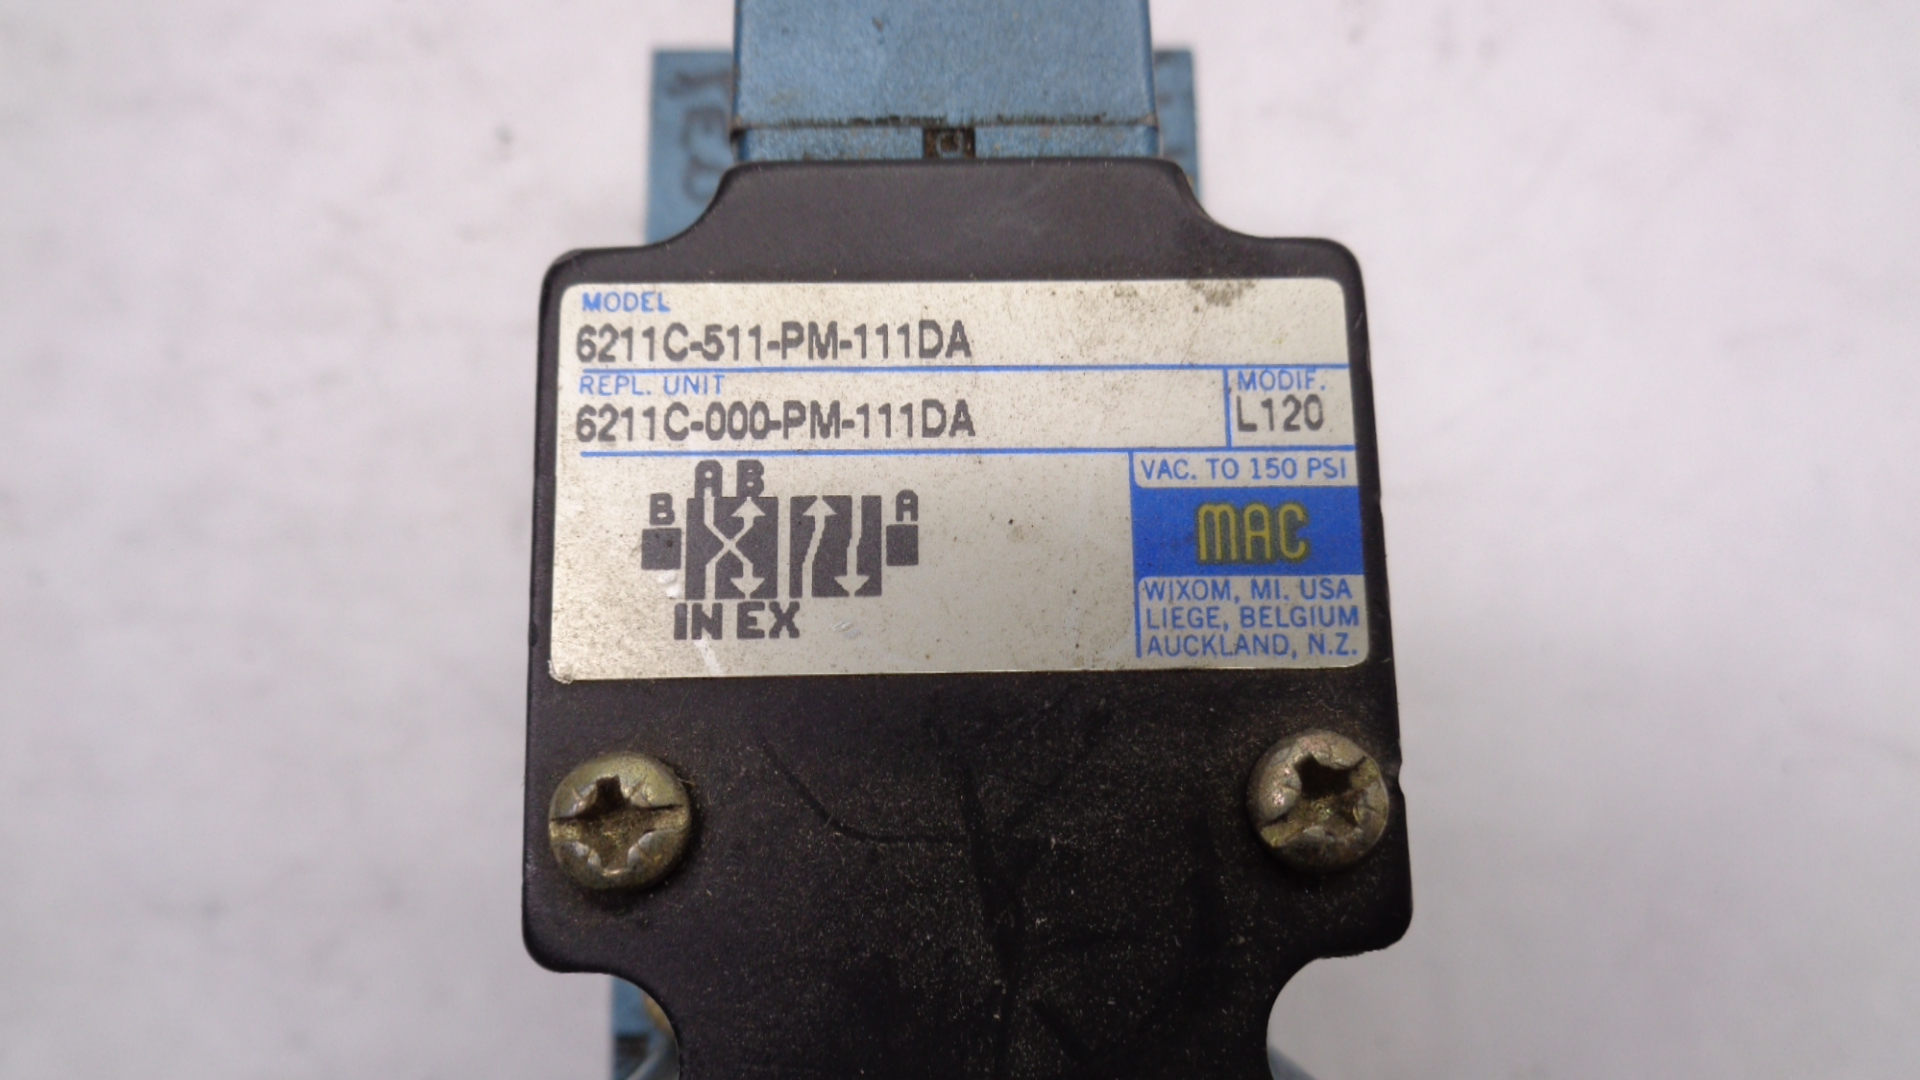 MODEL
6211C-511-PM-111DA
REPL. UNIT
6211C-000-PM-111DA
MODIF.
L120
A B
B
A
IN EX
VAC. TO 150 PSI
MAC
WIXOM, MI. USA
LIEGE, BELGIUM
AUCKLAND, N.Z.